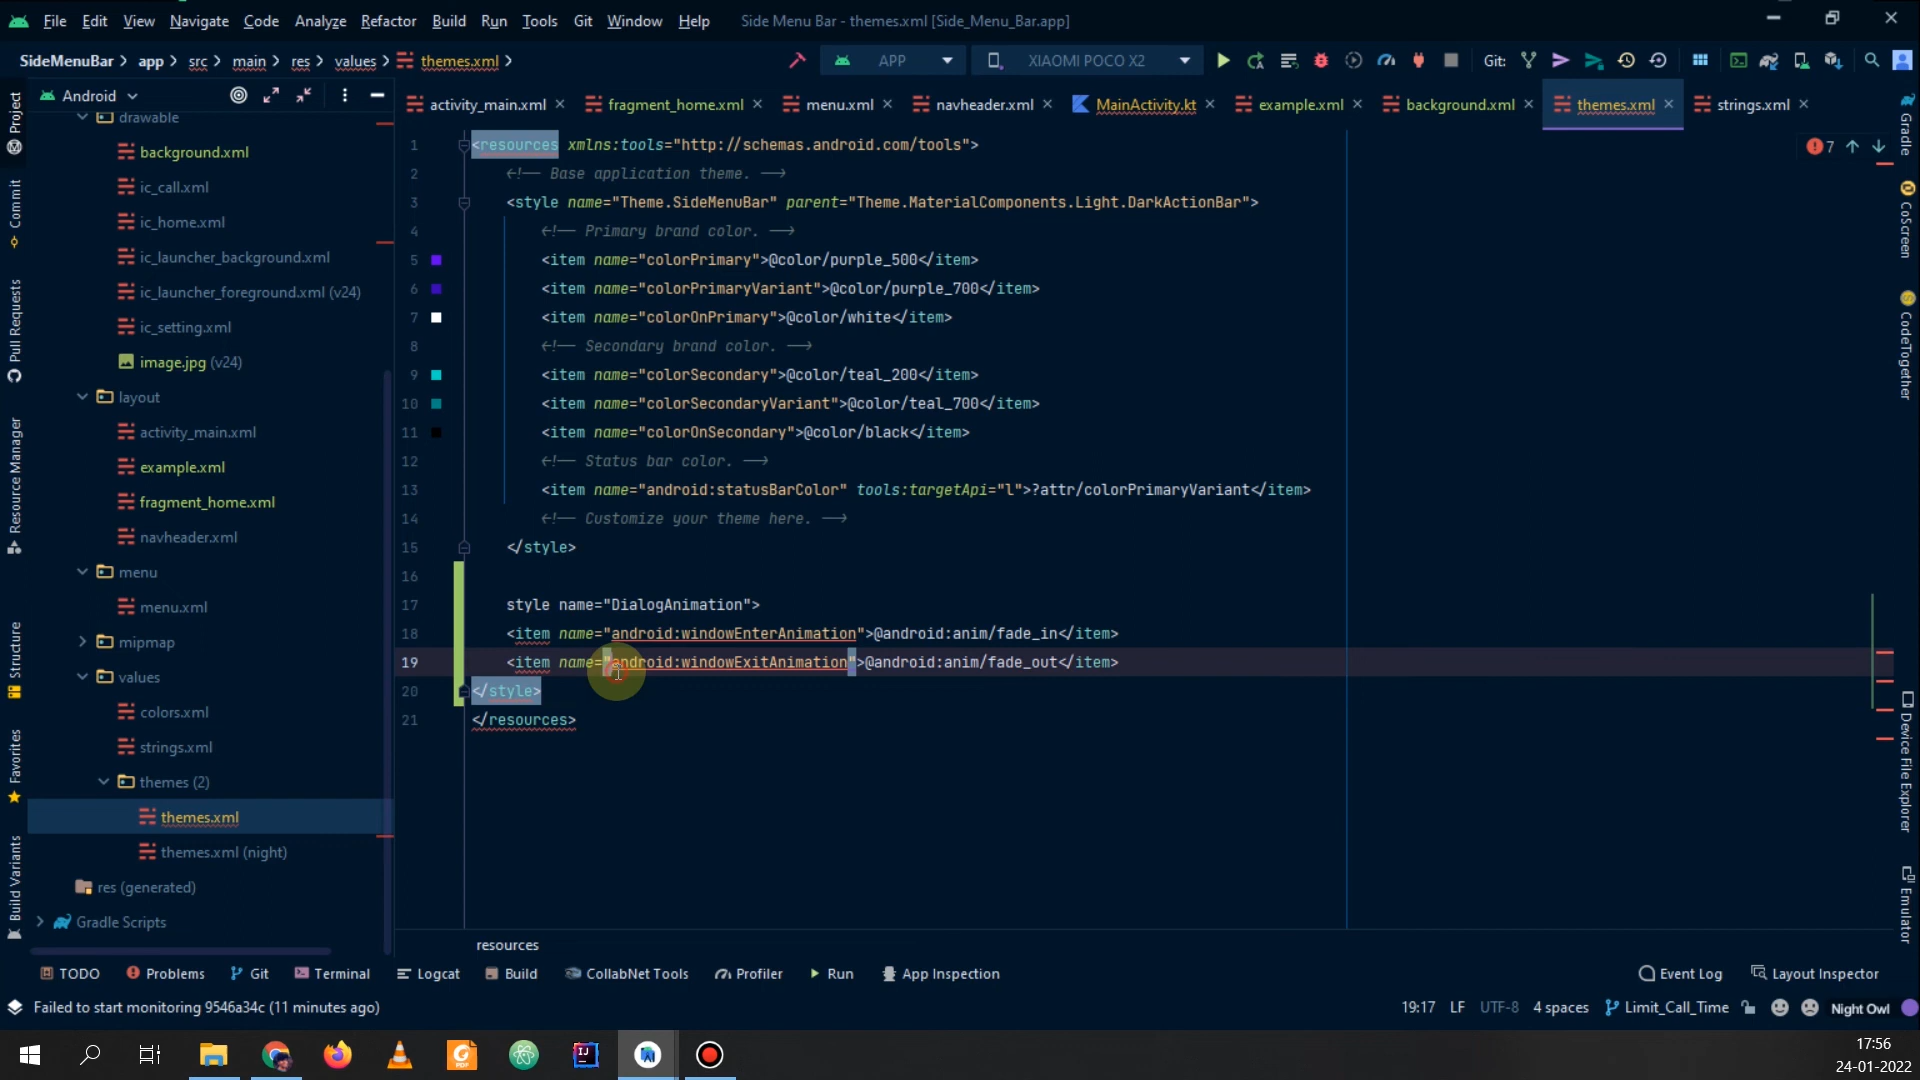 File Edit View Navigate Code Analyze Refactor Build Run Tools Git Window Help Side Menu Bar - themes.xml [Side_Menu_Bar.app]
SideMenuBar app src main res values themes.xml APP XIAOMI POCO X2 Git:
Android
activity_main.xml fragment_home.xml menu.xml navheader.xml MainActivity.kt example.xml background.xml themes.xml strings.xml
drawable
background.xml
ic_call.xml
ic_home.xml
ic_launcher_background.xml
ic_launcher_foreground.xml (v24)
ic_setting.xml
image.jpg (v24)
layout
activity_main.xml
example.xml
fragment_home.xml
navheader.xml
menu
menu.xml
mipmap
values
colors.xml
strings.xml
themes (2)
themes.xml
themes.xml (night)
res (generated)
Gradle Scripts
7
1 <resources xmlns:tools="http://schemas.android.com/tools">
2 <!-- Base application theme. -->
3 <style name="Theme.SideMenuBar" parent="Theme.MaterialComponents.Light.DarkActionBar">
4 <!-- Primary brand color. -->
5 <item name="colorPrimary">@color/purple_500</item>
6 <item name="colorPrimaryVariant">@color/purple_700</item>
7 <item name="colorOnPrimary">@color/white</item>
8 <!-- Secondary brand color. -->
9 <item name="colorSecondary">@color/teal_200</item>
10 <item name="colorSecondaryVariant">@color/teal_700</item>
11 <item name="colorOnSecondary">@color/black</item>
12 <!-- Status bar color. -->
13 <item name="android:statusBarColor" tools:targetApi="l">?attr/colorPrimaryVariant</item>
14 <!-- Customize your theme here. -->
15 </style>
16
17 style name="DialogAnimation">
18 <item name="android:windowEnterAnimation">@android:anim/fade_in</item>
19 <item name="android:windowExitAnimation">@android:anim/fade_out</item>
20 </style>
21 </resources>
resources
Project
Commit
Pull Requests
Resource Manager
Structure
Favorites
Build Variants
Gradle
CoScreen
CodeTogether
Device File Explorer
Emulator
TODO Problems Git Terminal Logcat Build CollabNet Tools Profiler Run App Inspection Event Log Layout Inspector
Failed to start monitoring 9546a34c (11 minutes ago) 19:17 LF UTF-8 4 spaces Limit_Call_Time Night Owl
17:56
24-01-2022